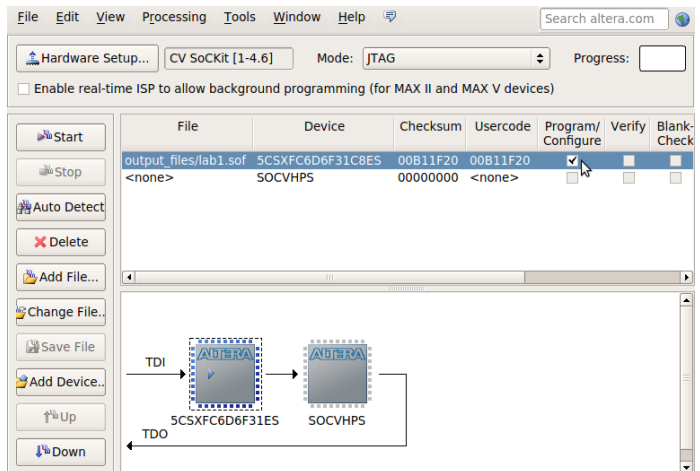 File Edit View Processing Tools Window Help Search altera.com
Hardware Setup... CV SoCKit [1-4.6] Mode: JTAG Progress:
Enable real-time ISP to allow background programming (for MAX II and MAX V devices)
Start
Stop
Auto Detect
Delete
Add File...
Change File..
Save File
Add Device..
Up
Down
File Device Checksum Usercode Program/ Verify Blank-
Configure Check
output_files/lab1.sof 5CSXFC6D6F31C8ES 00B11F20 00B11F20
<none> SOCVHPS 00000000 <none>
ALTERA ALTERA
TDI
5CSXFC6D6F31ES SOCVHPS
TDO